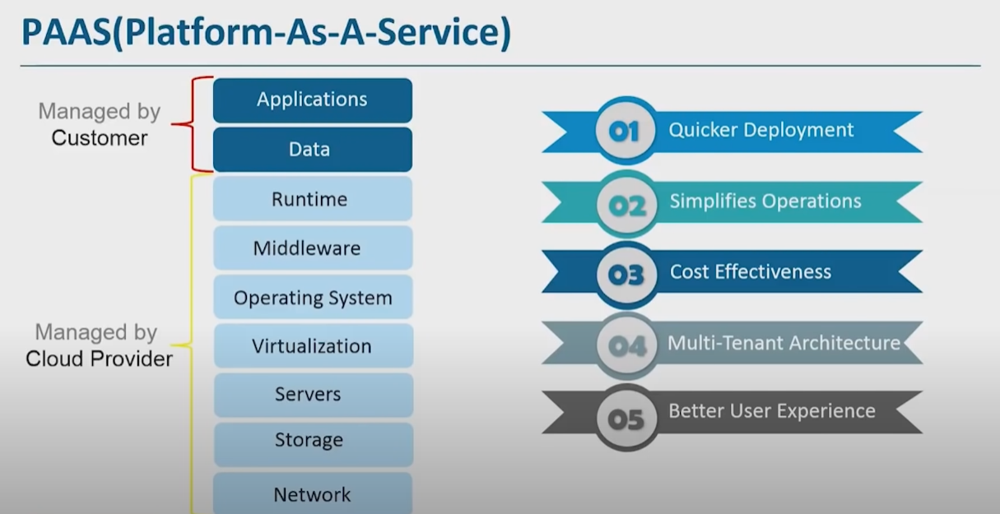 PAAS(Platform-As-A-Service)
Managed by
Customer
Applications
Data
Runtime
Middleware
Operating System
Virtualization
Servers
Storage
Network
Managed by
Cloud Provider
01 Quicker Deployment
02 Simplifies Operations
03 Cost Effectiveness
04 Multi-Tenant Architecture
05 Better User Experience